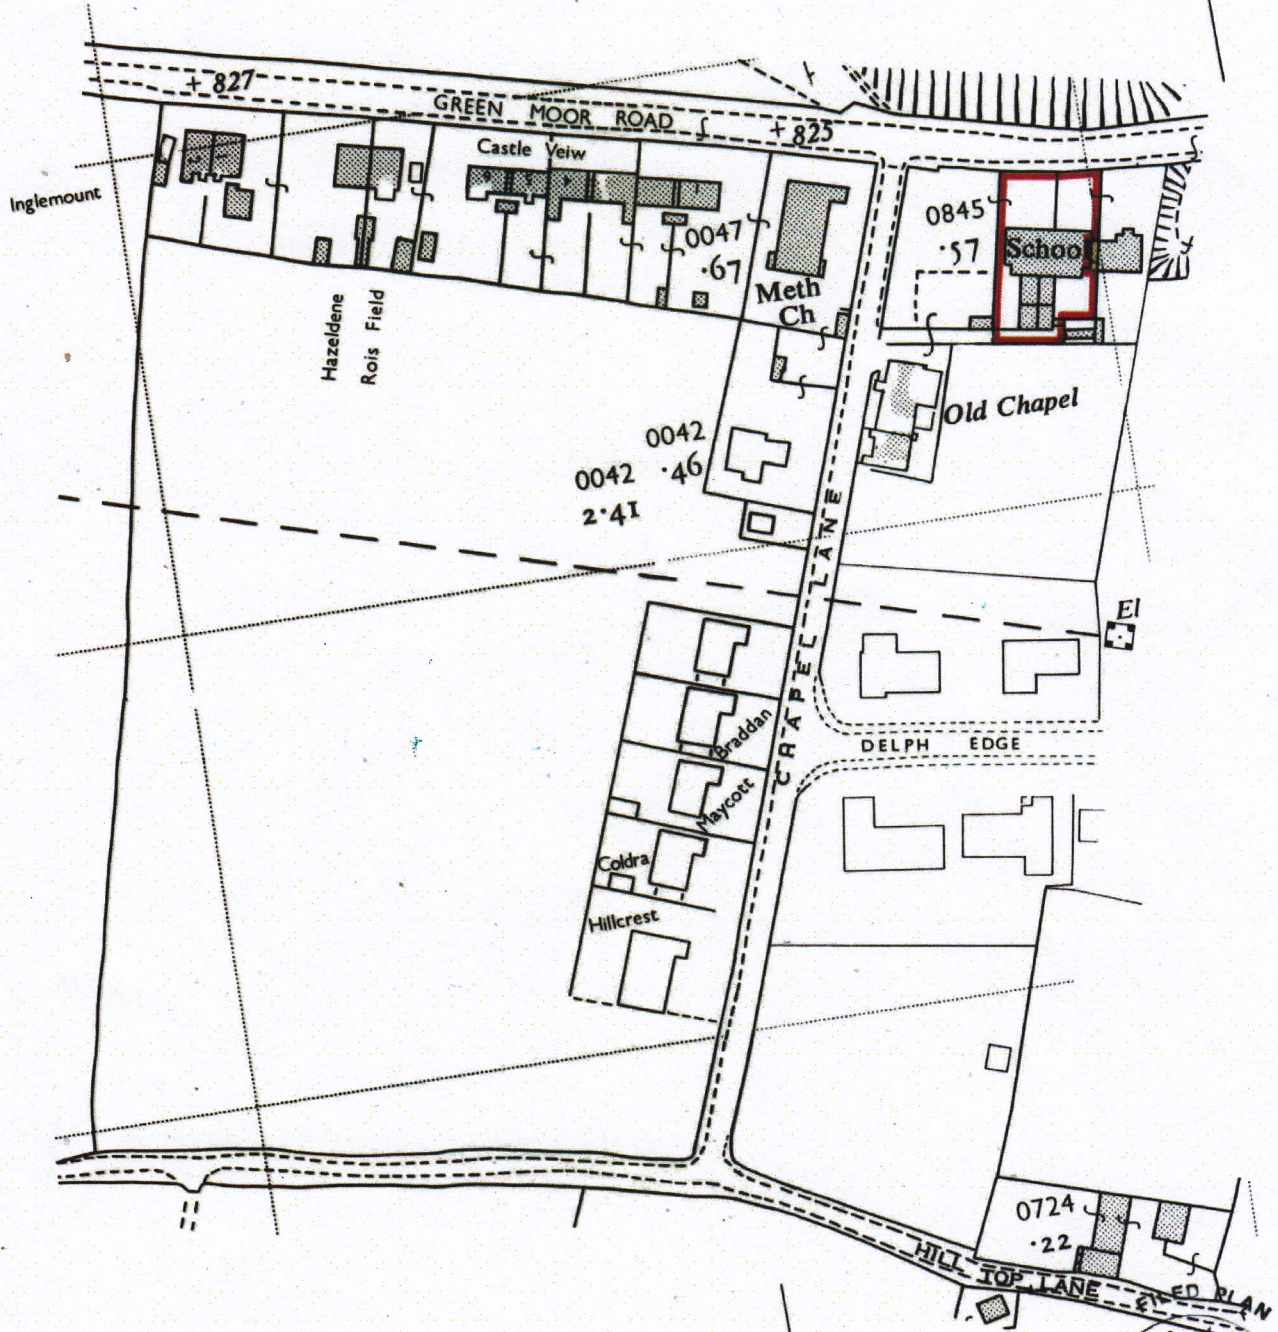 + 827
GREEN MOOR ROAD
+ 825
Castle Veiw
Inglemount
0845
.57
School
0047
.67
Meth
Ch
Hazeldene
Rois Field
Old Chapel
0042
.46
0042
2.41
CHAPEL LANE
El
Braddan
DELPH EDGE
Maycott
Coldra
Hillcrest
0724
.22
HILL TOP LANE
FILED PLAN